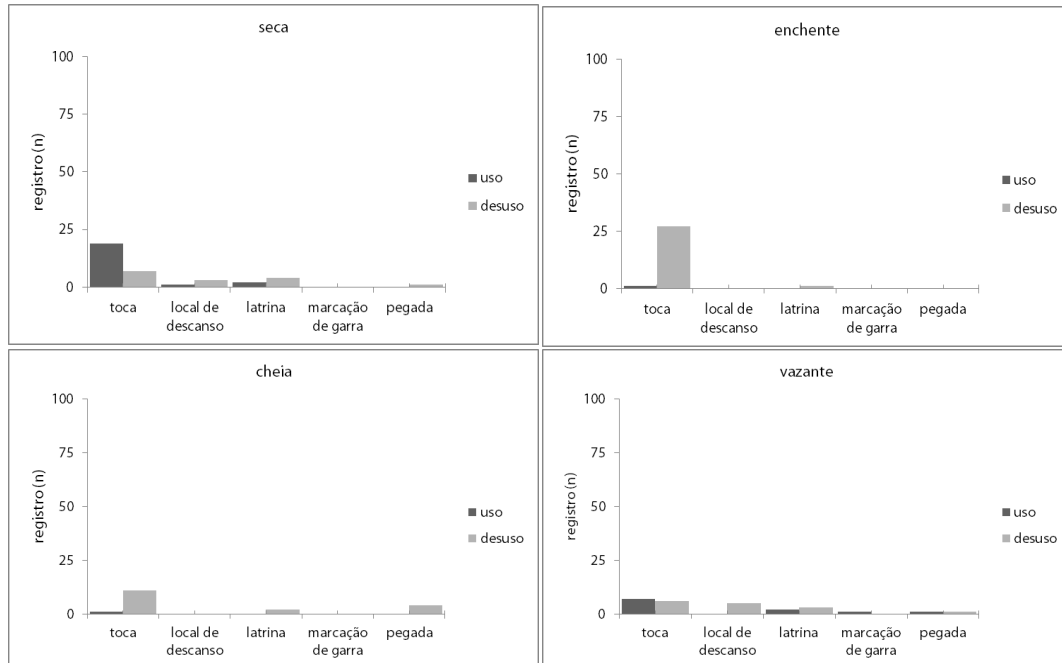 seca
100
75
50
25
0
registro (n)
uso
desuso
toca
local de
descanso
latrina
marcação
de garra
pegada
enchente
100
75
50
25
0
registro (n)
uso
desuso
toca
local de
descanso
latrina
marcação
de garra
pegada
cheia
100
75
50
25
0
registro (n)
uso
desuso
toca
local de
descanso
latrina
marcação
de garra
pegada
vazante
100
75
50
25
0
registro (n)
uso
desuso
toca
local de
descanso
latrina
marcação
de garra
pegada